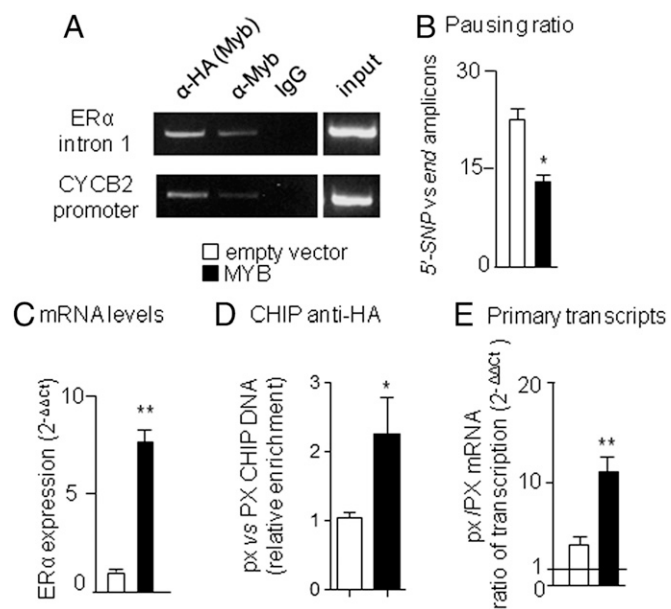 A
α-HA (Myb)
α-Myb
IgG
input
ERα
intron 1
CYCB2
promoter
empty vector
MYB
B Pausing ratio
5'-SNP vs end amplicons
30
15
0
*
C mRNA levels
ERα expression (2-ΔΔCt)
10
5
0
**
D CHIP anti-HA
px vs PX CHIP DNA
(relative enrichment)
3
2
1
0
*
E Primary transcripts
px /PX mRNA
ratio of transcription (2-ΔΔCt)
20
10
1
0
**